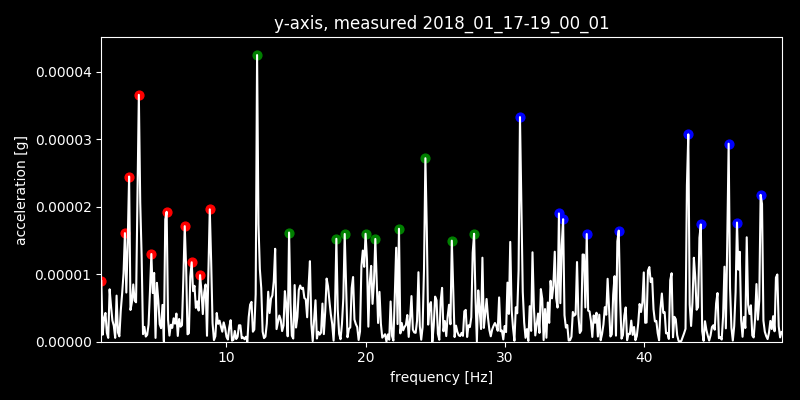 y-axis, measured 2018_01_17-19_00_01
0.00004
0.00003
0.00002
0.00001
0.00000
acceleration [g]
10 20 30 40
frequency [Hz]